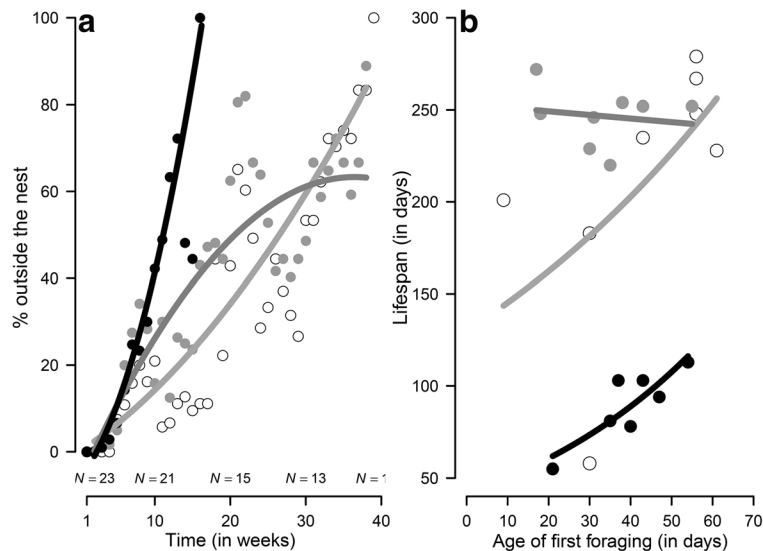 a
100
80
60
40
20
0
% outside the nest
N = 23 N = 21 N = 15 N = 13 N = 1
1 10 20 30 40
Time (in weeks)
b
300
250
200
150
100
50
Lifespan (in days)
0 10 20 30 40 50 60 70
Age of first foraging (in days)